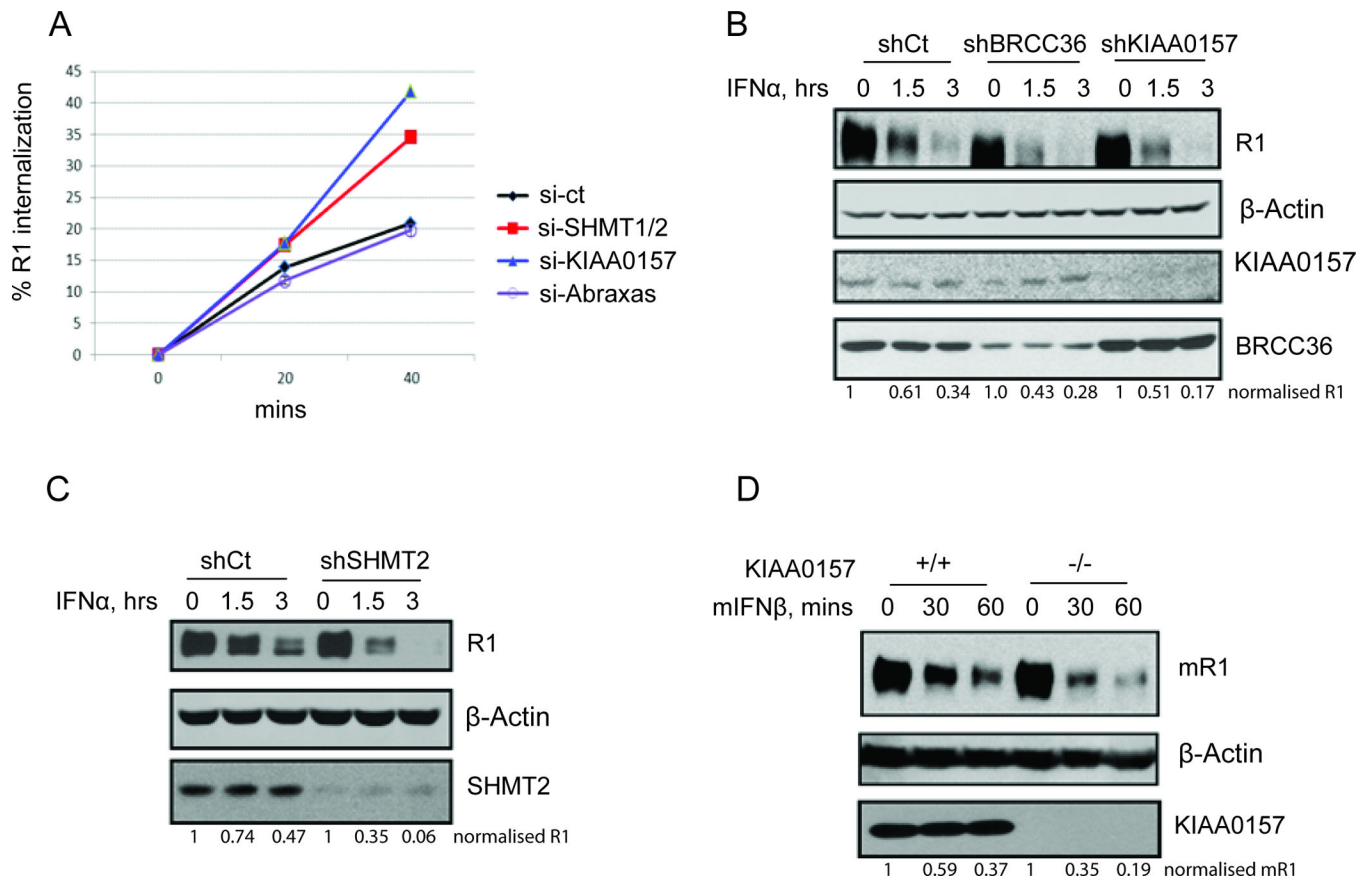 A
45
40
35
30
25
20
15
10
5
0
% R1 internalization
0 20 40
mins
si-ct
si-SHMT1/2
si-KIAA0157
si-Abraxas
B
shCt shBRCC36 shKIAA0157
IFNα, hrs 0 1.5 3 0 1.5 3 0 1.5 3
R1
β-Actin
KIAA0157
BRCC36
1 0.61 0.34 1.0 0.43 0.28 1 0.51 0.17 normalised R1
C
shCt shSHMT2
IFNα, hrs 0 1.5 3 0 1.5 3
R1
β-Actin
SHMT2
1 0.74 0.47 1 0.35 0.06 normalised R1
D
KIAA0157 +/+ -/-
mIFNβ, mins 0 30 60 0 30 60
mR1
β-Actin
KIAA0157
1 0.59 0.37 1 0.35 0.19 normalised mR1